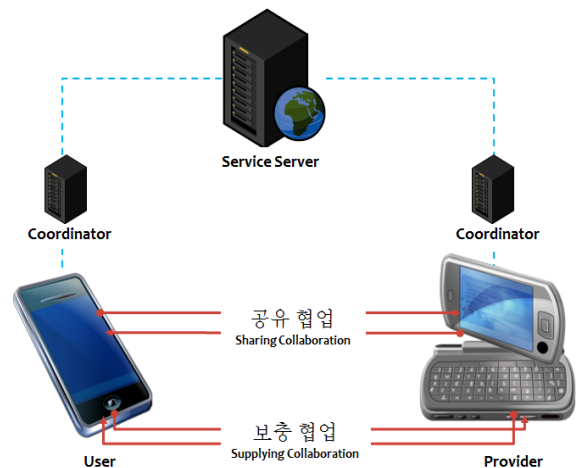 Service Server
Coordinator
Coordinator
공유 협업
Sharing Collaboration
보충 협업
Supplying Collaboration
User
Provider